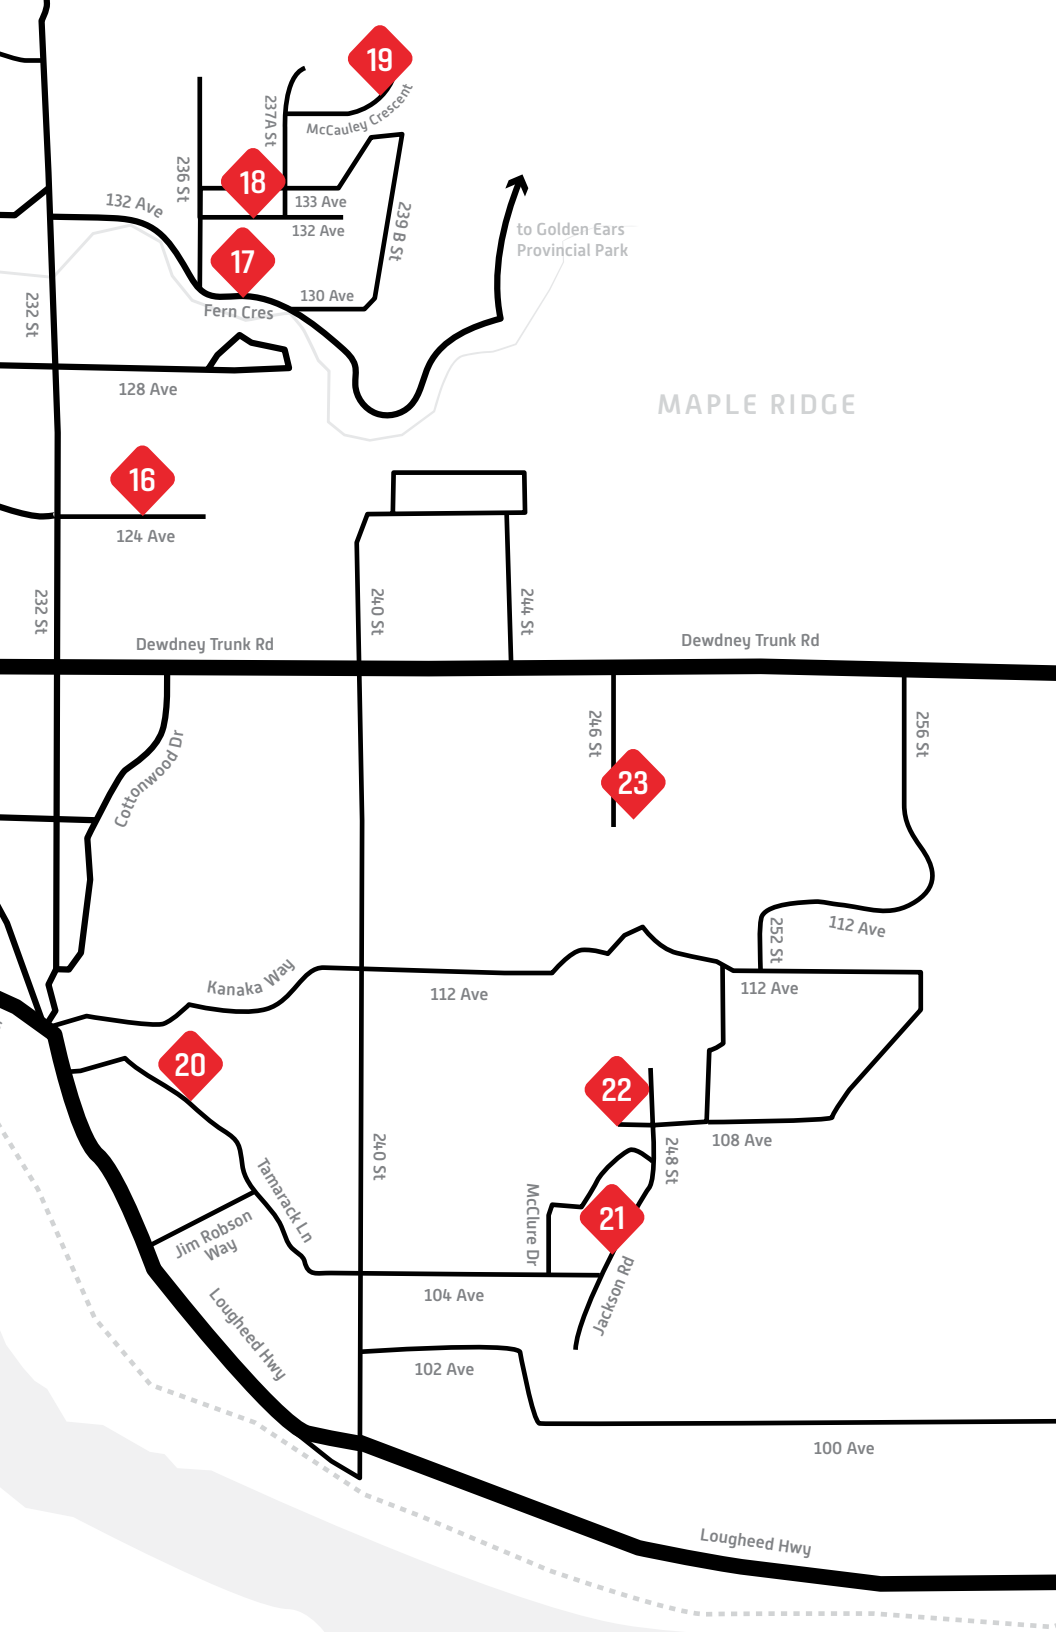 19
McCauley Crescent
237A St
236 St
18
133 Ave
132 Ave
132 Ave
239 B St
to Golden Ears
Provincial Park
17
130 Ave
Fern Cres
232 St
128 Ave
MAPLE RIDGE
16
124 Ave
232 St
240 St
244 St
Dewdney Trunk Rd
Dewdney Trunk Rd
246 St
256 St
Cottonwood Dr
23
112 Ave
252 St
Kanaka Way
112 Ave
112 Ave
20
22
108 Ave
240 St
248 St
Tamarack Ln
McClure Dr
21
Jim Robson
Way
Jackson Rd
104 Ave
Lougheed Hwy
102 Ave
100 Ave
Lougheed Hwy